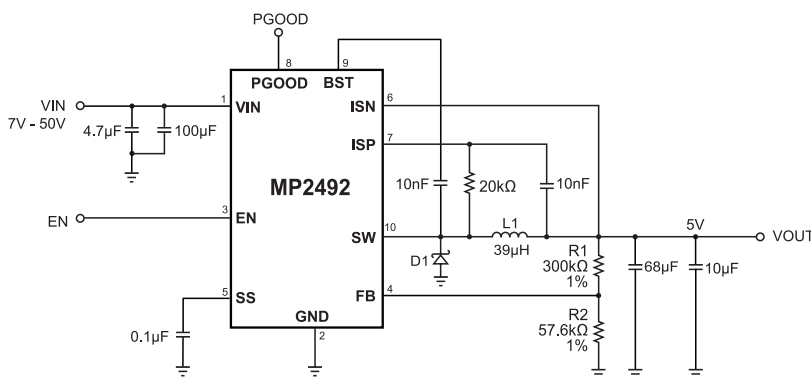 PGOOD
8
9
PGOOD
BST
VIN
7V - 50V
4.7µF
100µF
1
VIN
ISN
6
ISP
7
MP2492
10nF
20kΩ
10nF
EN
3
EN
SW
10
L1
39µH
D1
5V
VOUT
R1
300kΩ
1%
68µF
10µF
FB
4
5
SS
0.1µF
GND
2
R2
57.6kΩ
1%